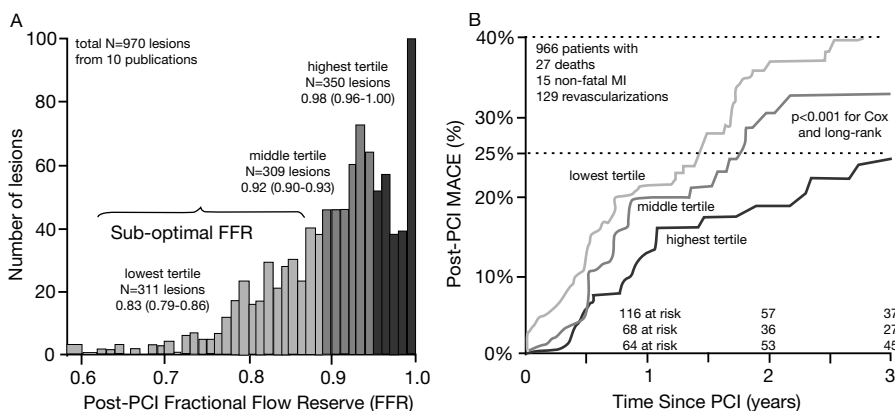 A
total N=970 lesions
from 10 publications
highest tertile
N=350 lesions
0.98 (0.96-1.00)
middle tertile
N=309 lesions
0.92 (0.90-0.93)
Sub-optimal FFR
lowest tertile
N=311 lesions
0.83 (0.79-0.86)
Number of lesions
100
80
60
40
20
0
0.6 0.7 0.8 0.9 1.0
Post-PCI Fractional Flow Reserve (FFR)
B
966 patients with
27 deaths
15 non-fatal MI
129 revascularizations
p<0.001 for Cox
and long-rank
lowest tertile
middle tertile
highest tertile
116 at risk 57 37
68 at risk 36 27
64 at risk 53 45
Post-PCI MACE (%)
40%
30%
25%
20%
10%
0%
0 1 2 3
Time Since PCI (years)